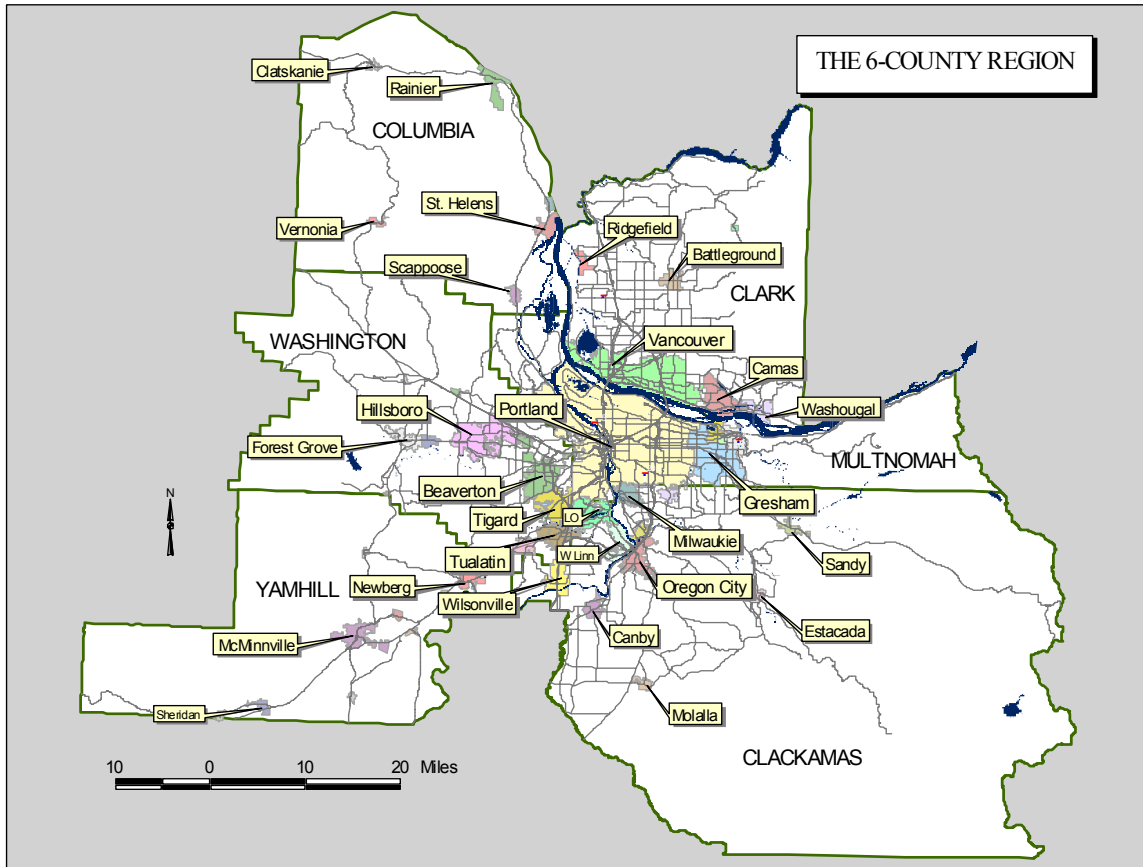 THE 6-COUNTY REGION
Clatskanie
Rainier
COLUMBIA
St. Helens
Vernonia
Ridgefield
Battleground
Scappoose
CLARK
WASHINGTON
Vancouver
Camas
Hillsboro
Portland
Washougal
Forest Grove
MULTNOMAH
Beaverton
Gresham
Tigard
LO
Milwaukie
Tualatin
W Linn
Sandy
YAMHILL
Newberg
Wilsonville
Oregon City
McMinnville
Canby
Estacada
Sheridan
Molalla
CLACKAMAS
N
10 0 10 20 Miles